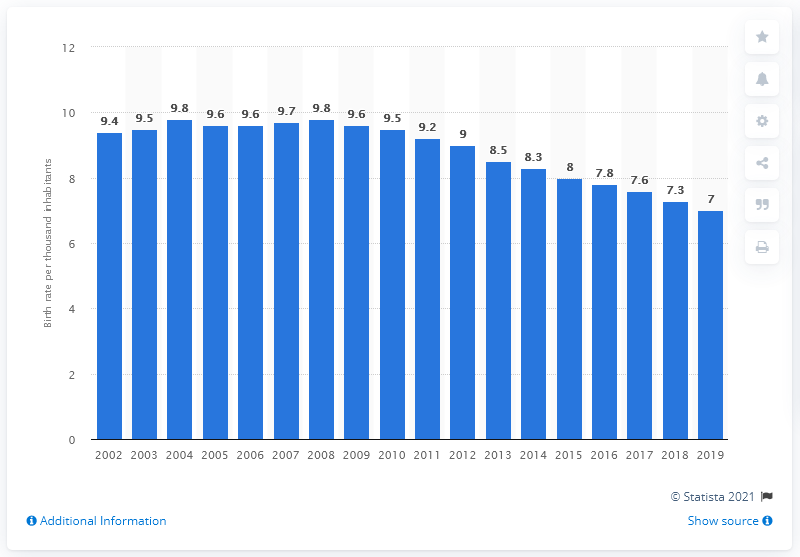 12
10
8
6
4
2
0
Birth rate per thousand inhabitants
9.4 9.5 9.8 9.6 9.6 9.7 9.8 9.6 9.5 9.2 9 8.5 8.3 8 7.8 7.6 7.3 7
2002 2003 2004 2005 2006 2007 2008 2009 2010 2011 2012 2013 2014 2015 2016 2017 2018 2019
© Statista 2021
Additional Information
Show source